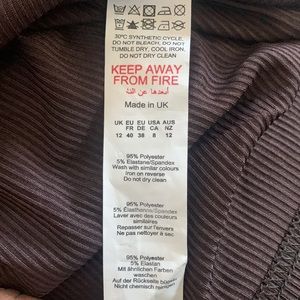 30°C SYNTHETIC CYCLE,
DO NOT BLEACH, DO NOT
TUMBLE DRY, COOL IRON,
DO NOT DRY CLEAN
KEEP AWAY
FROM FIRE
أبعدها عن النار
Made in UK
UK EU EU USA AUS
FR DE CA NZ
12 40 38 8 12
95% Polyester
5% Elastane/Spandex
Wash with similar colours
Iron on reverse
Do not dry clean
95% Polyester
5% Elasthanne/Spandex
Laver avec des couleurs
similaires
Repasser sur l'envers
Ne pas nettoyer à sec
95% Polyester
5% Elastan
Mit ähnlichen Farben
waschen
Auf der Rückseite bügeln
Nicht chemisch reinigen